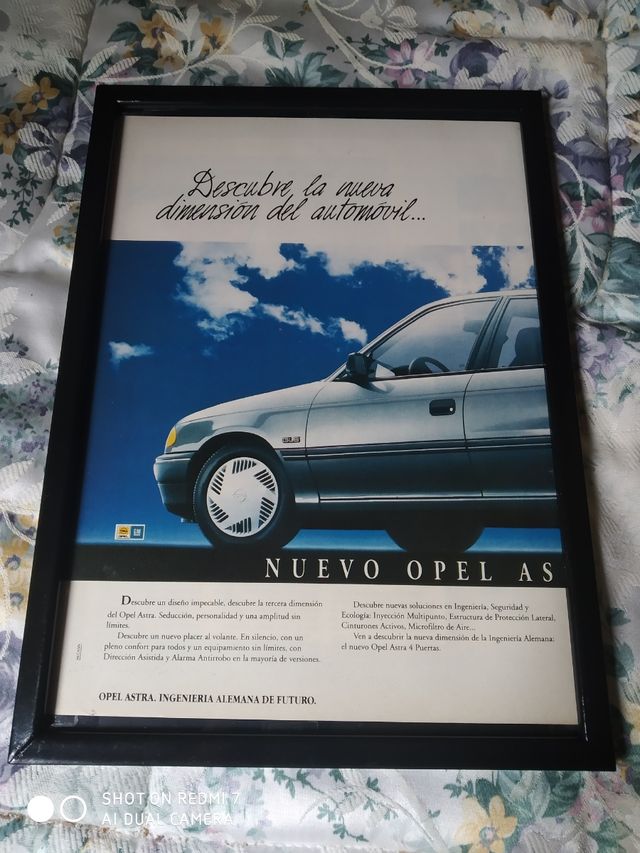 Descubre, la nueva
dimensión del automóvil...
GLS
GM
NUEVO OPEL AS
Descubre un diseño impecable, descubre la tercera dimensión
del Opel Astra. Seducción, personalidad y una amplitud sin
límites.
Descubre un nuevo placer al volante. En silencio, con un
pleno confort para todos y un equipamiento sin límites, con
Dirección Asistida y Alarma Antirrobo en la mayoría de versiones.
Descubre nuevas soluciones en Ingeniería, Seguridad y
Ecología: Inyección Multipunto, Estructura de Protección Lateral,
Cinturones Activos, Microfiltro de Aire...
Ven a descubrir la nueva dimensión de la Ingeniería Alemana:
el nuevo Opel Astra 4 Puertas.
OPEL ASTRA. INGENIERIA ALEMANA DE FUTURO.
SHOT ON REDMI 7
AI DUAL CAMERA